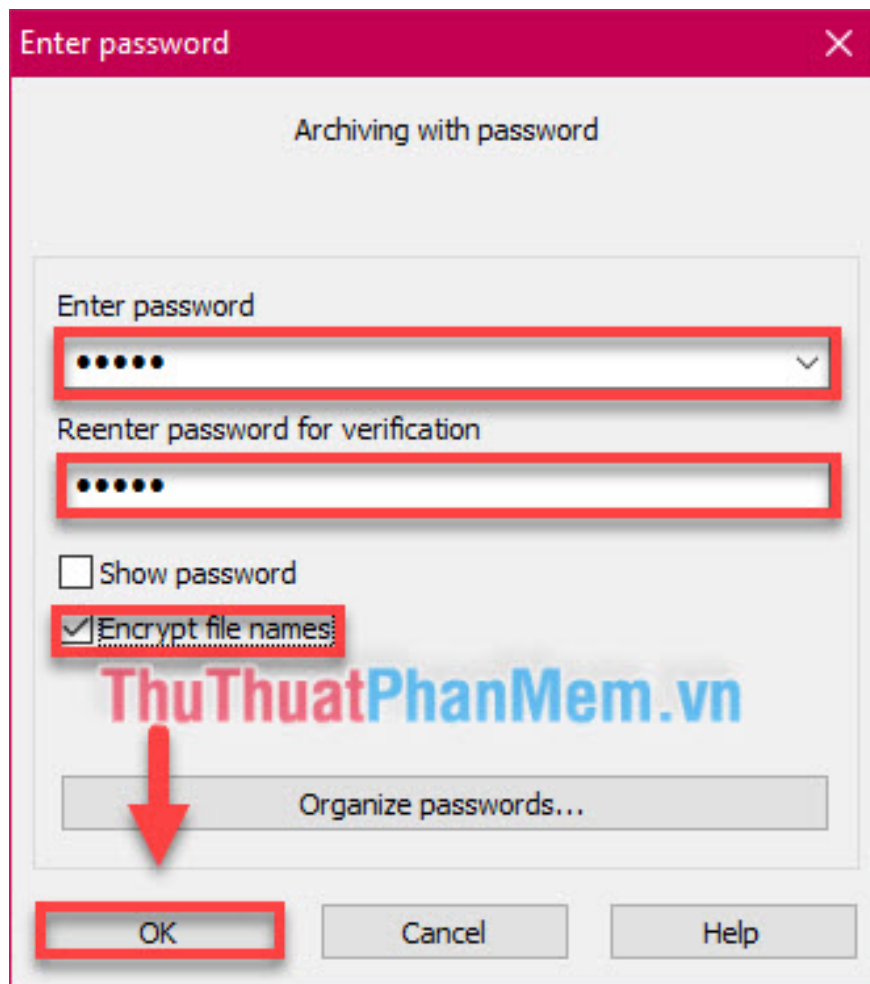 Enter password
Archiving with password
Enter password
•••••
Reenter password for verification
•••••
Show password
Encrypt file names
ThuThuatPhanMem.vn
Organize passwords...
OK Cancel Help